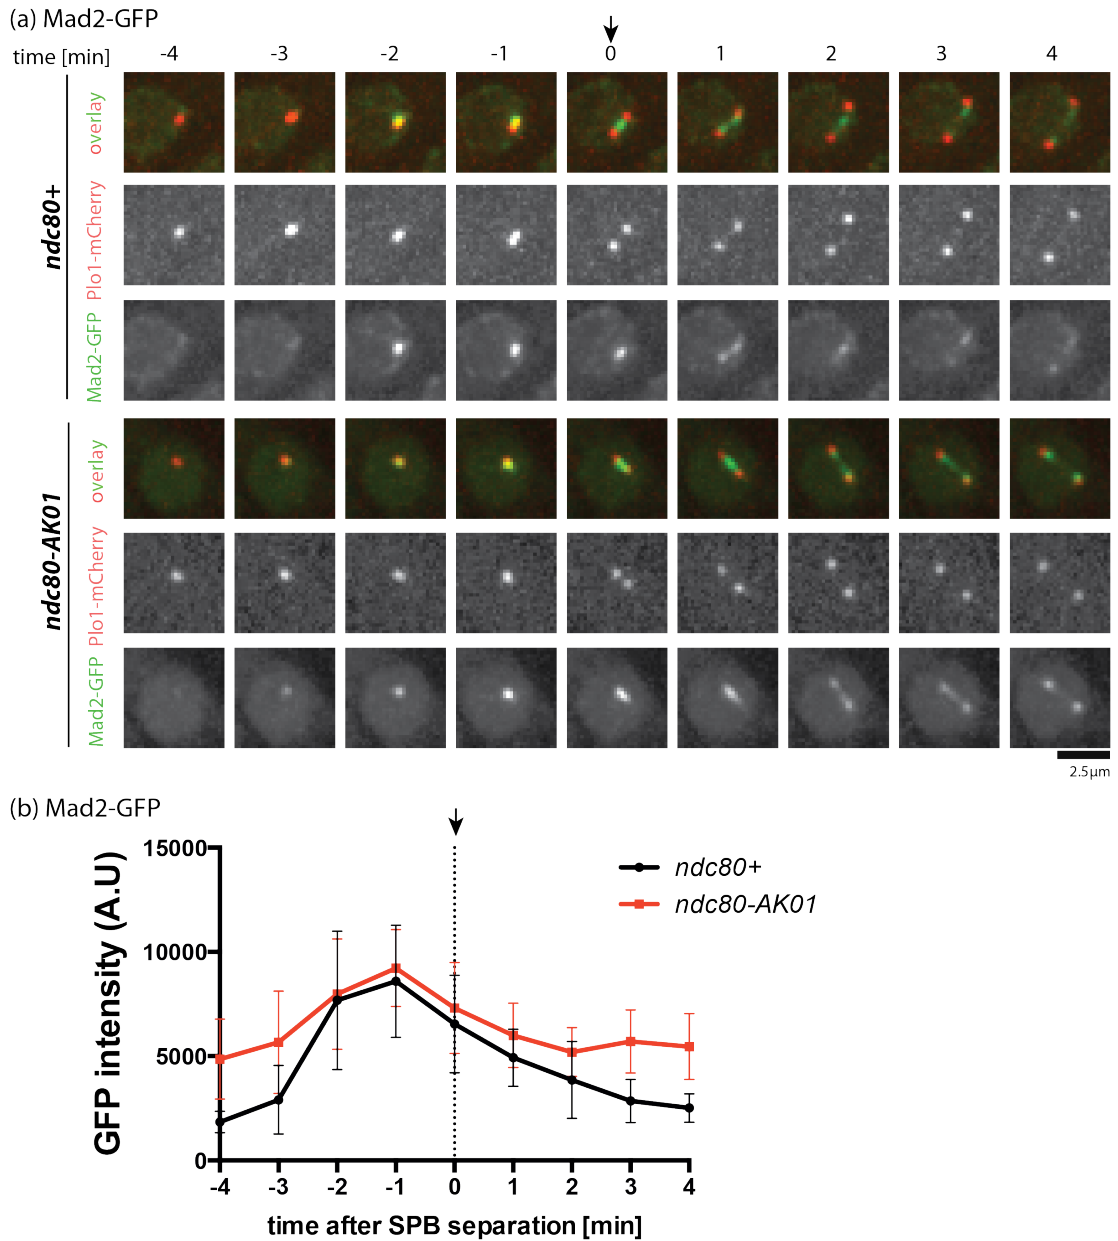 (a) Mad2-GFP
time [min] -4 -3 -2 -1 0 1 2 3 4
ndc80+
overlay
Plo1-mCherry
Mad2-GFP
ndc80-AK01
overlay
Plo1-mCherry
Mad2-GFP
2.5µm
(b) Mad2-GFP
GFP intensity (A.U)
15000
10000
5000
0
-4 -3 -2 -1 0 1 2 3 4
time after SPB separation [min]
ndc80+
ndc80-AK01